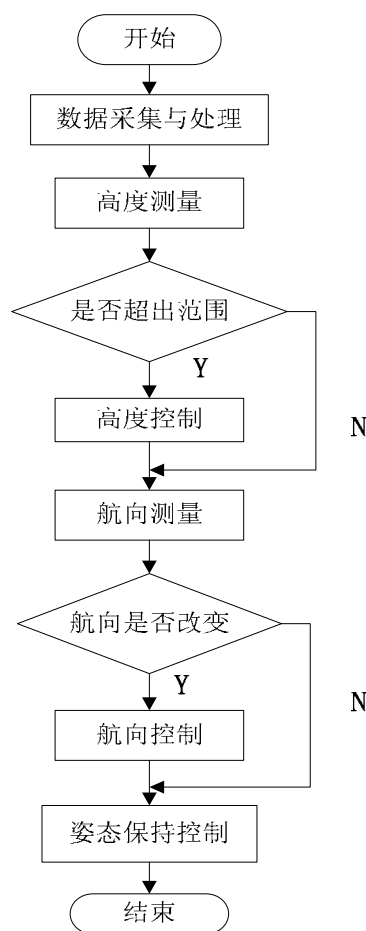 开始
数据采集与处理
高度测量
是否超出范围
Y
高度控制
N
航向测量
航向是否改变
Y
N
航向控制
姿态保持控制
结束